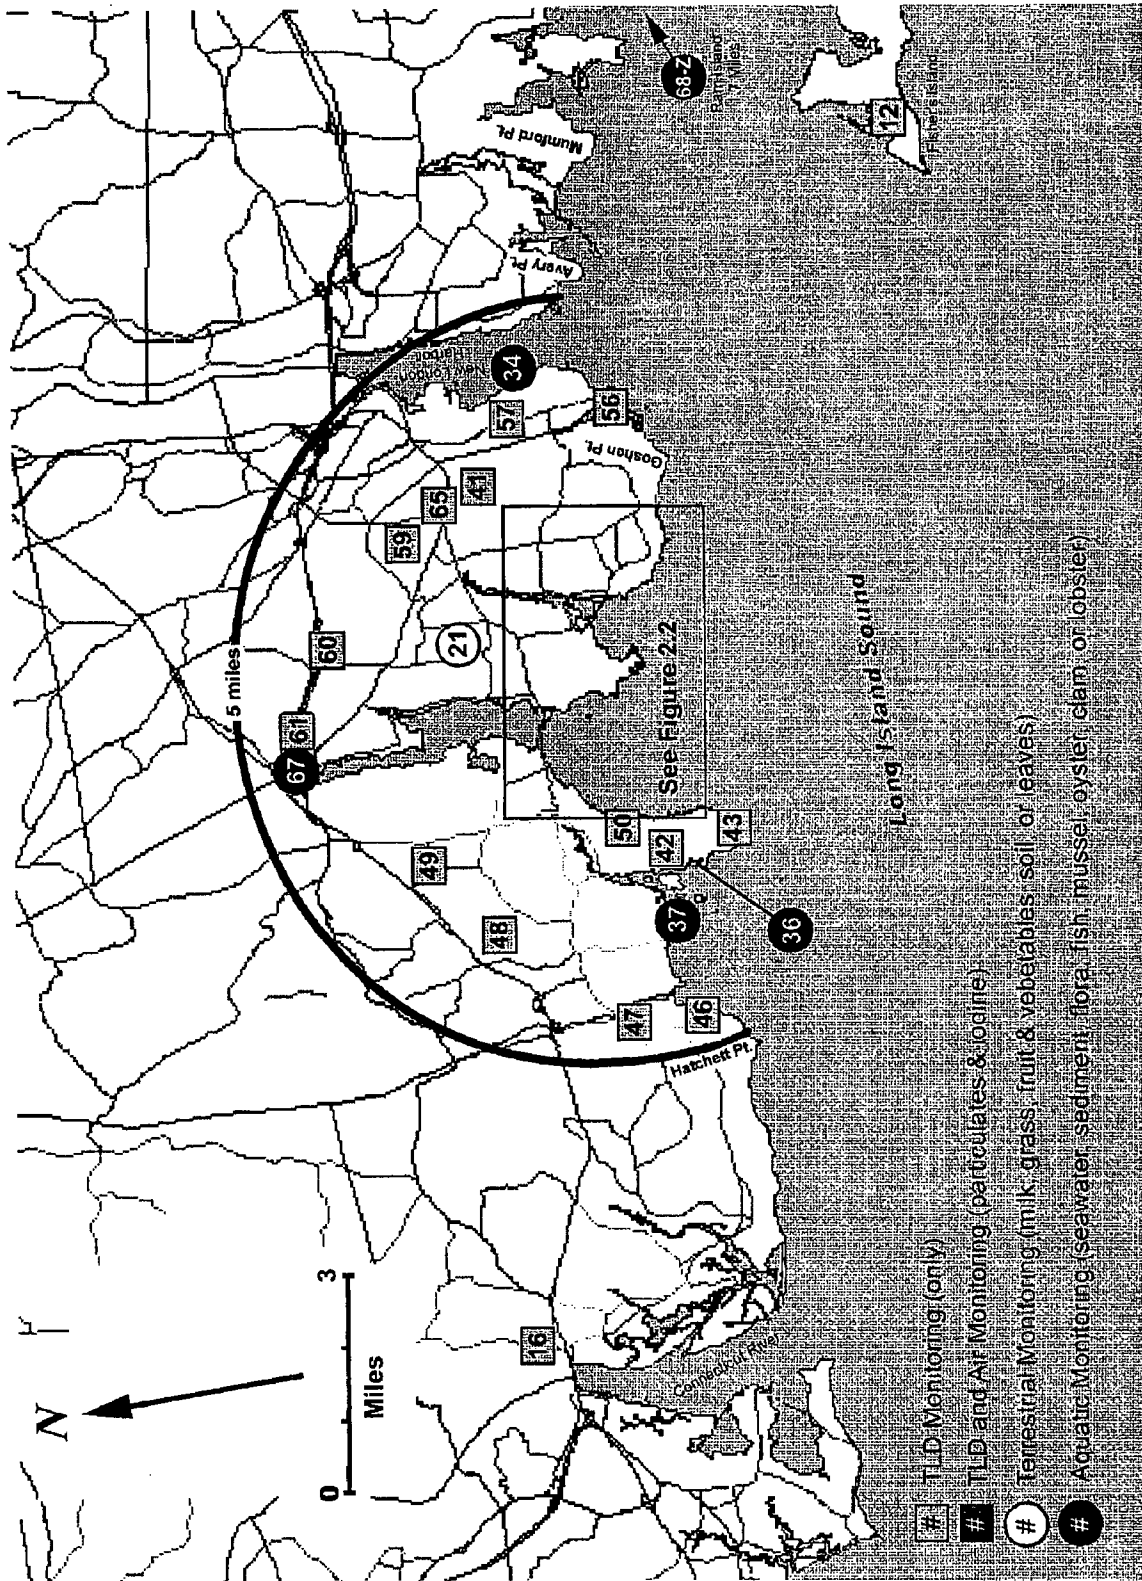 N
0
3
Miles
5 miles
16
67
61
60
49
48
47
46
Hatchett Pt.
37
36
42
43
50
See Figure 2.2
21
59
65
41
57
56
34
New London
Harbor
Goshen Pt.
Avery Pt.
Mumford Pt.
68-Z
Ram Island
7 Miles
12
Fishers Island
Connecticut River
Long Island Sound
# TLD Monitoring (only)
# TLD and Air Monitoring (particulates & iodine)
# Terrestrial Monitoring (milk, grass, fruit & vebetables soil, or leaves)
# Aquatic Monitoring (seawater, sediment, flora, fish, mussel, oyster, clam or lobster)